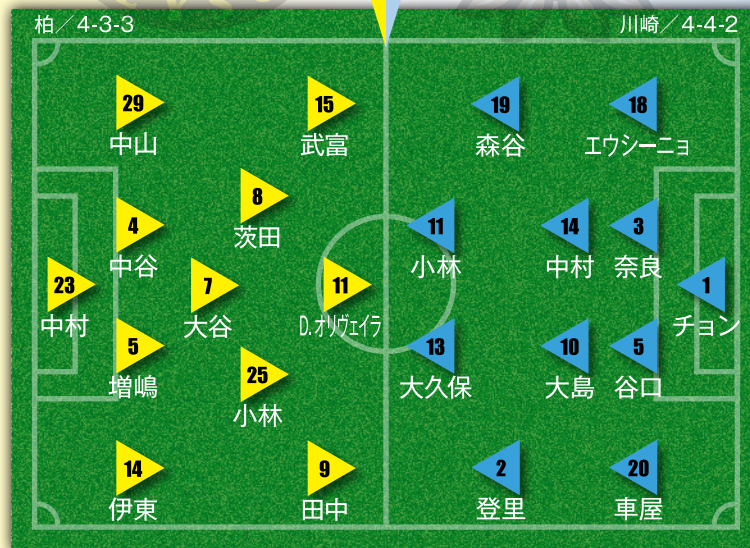 柏／4-3-3
川崎／4-4-2
29
中山
15
武富
8
茨田
4
中谷
23
中村
7
大谷
11
D.オリヴェイラ
5
増嶋
25
小林
14
伊東
9
田中
19
森谷
18
エウシーニョ
11
小林
14
中村
3
奈良
1
チョン
13
大久保
10
大島
5
谷口
2
登里
20
車屋